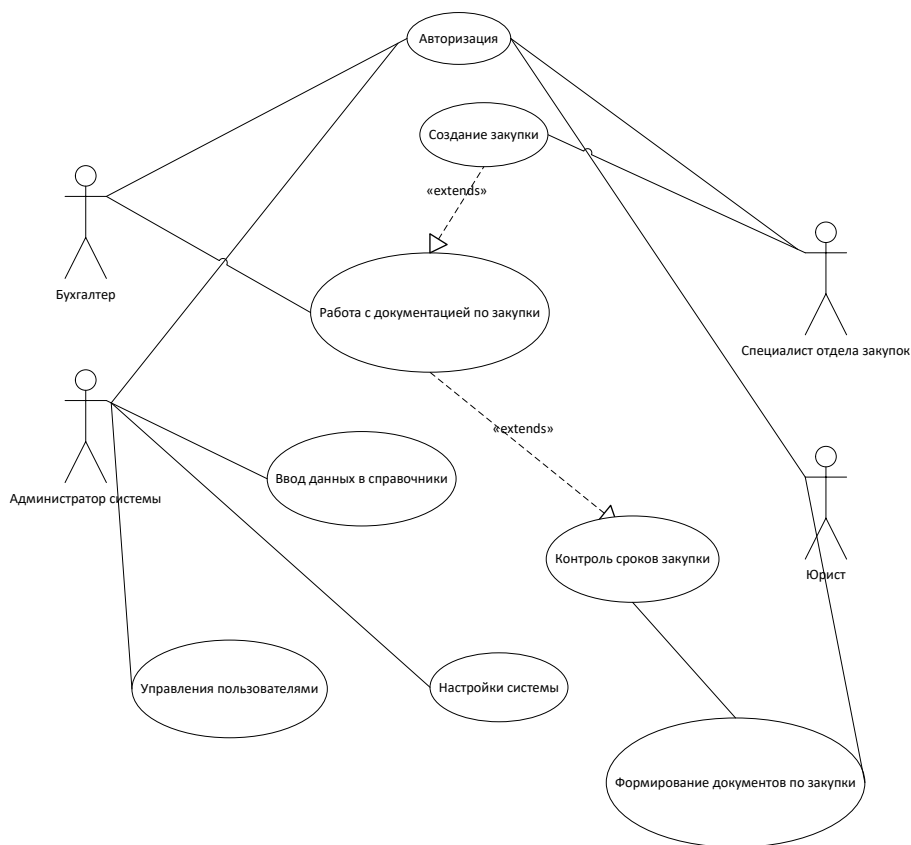 Авторизация
Создание закупки
«extends»
Бухгалтер
Работа с документацией по закупки
Специалист отдела закупок
«extends»
Ввод данных в справочники
Администратор системы
Контроль сроков закупки
Юрист
Управления пользователями
Настройки системы
Формирование документов по закупки